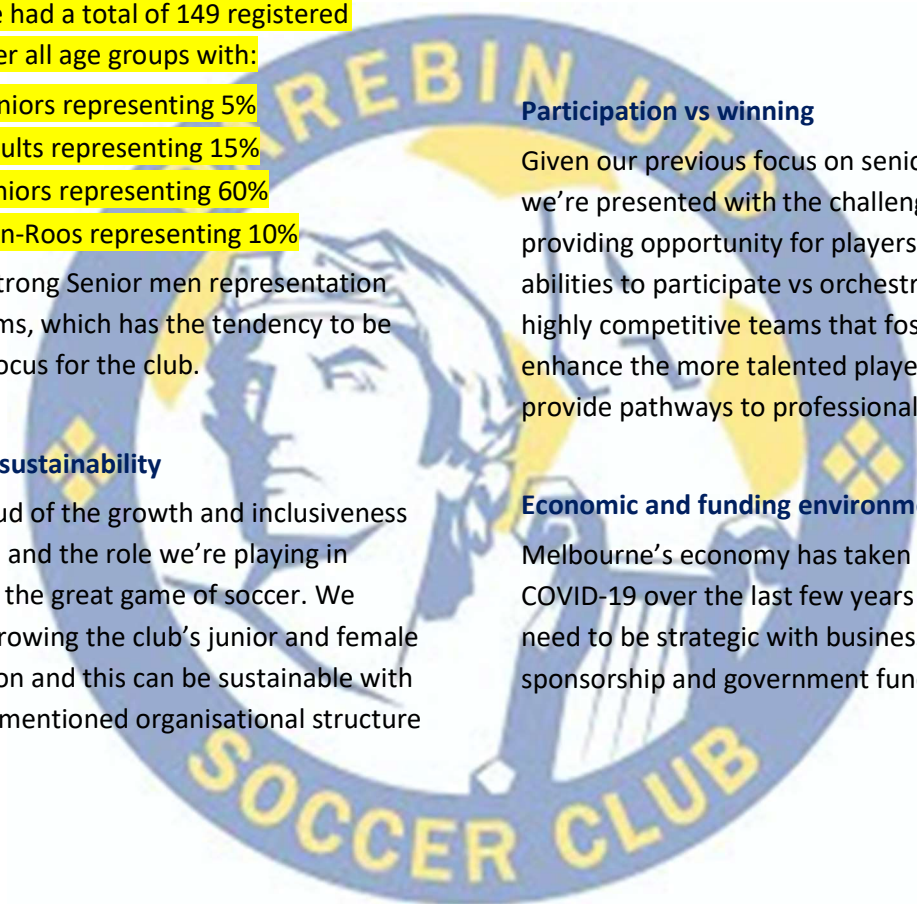 e had a total of 149 registered
er all age groups with:
niors representing 5%
ults representing 15%
niors representing 60%
n-Roos representing 10%
trong Senior men representation
ms, which has the tendency to be
ocus for the club.
sustainability
ud of the growth and inclusiveness
and the role we're playing in
the great game of soccer. We
rowing the club's junior and female
on and this can be sustainable with
mentioned organisational structure
Participation vs winning
Given our previous focus on senio
we're presented with the challeng
providing opportunity for players
abilities to participate vs orchestr
highly competitive teams that fos
enhance the more talented playe
provide pathways to professional
Economic and funding environme
Melbourne's economy has taken
COVID-19 over the last few years
need to be strategic with busines
sponsorship and government fun
AREBIN UTD
SOCCER CLUB